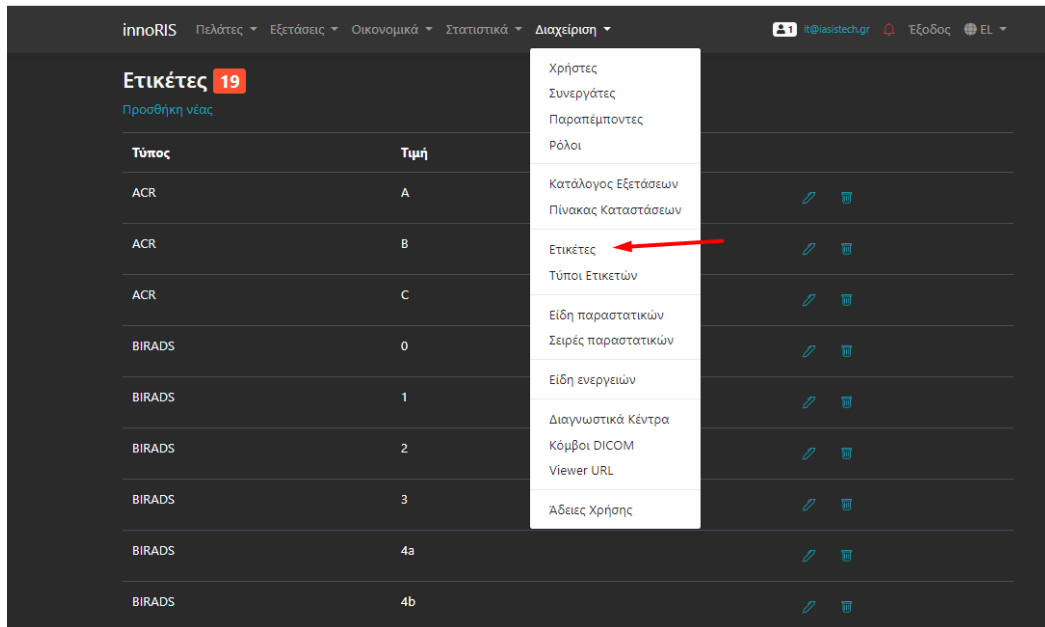 innoRIS Πελάτες Εξετάσεις Οικονομικά Στατιστικά Διαχείριση 1 it@iasistech.gr Έξοδος EL
Ετικέτες 19
Προσθήκη νέας
Τύπος Τιμή
ACR A
ACR B
ACR C
BIRADS 0
BIRADS 1
BIRADS 2
BIRADS 3
BIRADS 4a
BIRADS 4b
Χρήστες
Συνεργάτες
Παραπέμποντες
Ρόλοι
Κατάλογος Εξετάσεων
Πίνακας Καταστάσεων
Ετικέτες
Τύποι Ετικετών
Είδη παραστατικών
Σειρές παραστατικών
Είδη ενεργειών
Διαγνωστικά Κέντρα
Κόμβοι DICOM
Viewer URL
Άδειες Χρήσης